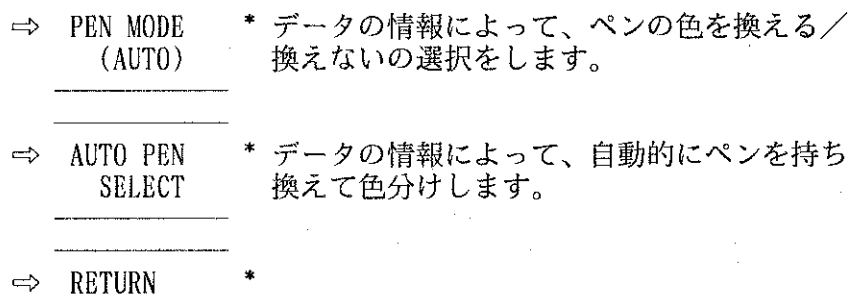 ⇨ PEN MODE * データの情報によって、ペンの色を換える／
(AUTO) 換えないの選択をします。
⇨ AUTO PEN * データの情報によって、自動的にペンを持ち
SELECT 換えて色分けします。
⇨ RETURN *